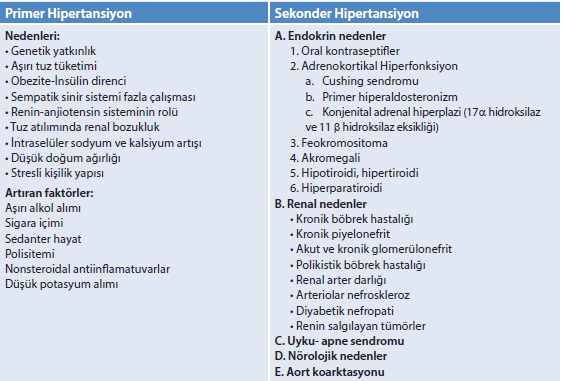 Primer Hipertansiyon
Nedenleri:
• Genetik yatkınlık
• Aşırı tuz tüketimi
• Obezite-İnsülin direnci
• Sempatik sinir sistemi fazla çalışması
• Renin-anjiotensin sisteminin rolü
• Tuz atılımında renal bozukluk
• İntraselüler sodyum ve kalsiyum artışı
• Düşük doğum ağırlığı
• Stresli kişilik yapısı
Artıran faktörler:
Aşırı alkol alımı
Sigara içimi
Sedanter hayat
Polisitemi
Nonsteroidal antiinflamatuvarlar
Düşük potasyum alımı
Sekonder Hipertansiyon
A. Endokrin nedenler
1. Oral kontraseptifler
2. Adrenokortikal Hiperfonksiyon
a. Cushing sendromu
b. Primer hiperaldosteronizm
c. Konjenital adrenal hiperplazi (17α hidroksilaz
ve 11 β hidroksilaz eksikliği)
3. Feokromositoma
4. Akromegali
5. Hipotiroidi, hipertiroidi
6. Hiperparatiroidi
B. Renal nedenler
• Kronik böbrek hastalığı
• Kronik piyelonefrit
• Akut ve kronik glomerülonefrit
• Polikistik böbrek hastalığı
• Renal arter darlığı
• Arteriolar nefroskleroz
• Diyabetik nefropati
• Renin salgılayan tümörler
C. Uyku- apne sendromu
D. Nörolojik nedenler
E. Aort koarktasyonu